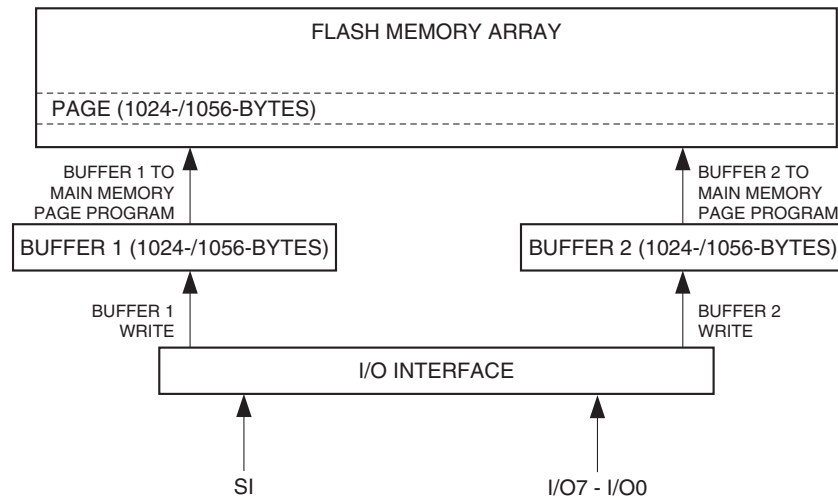 FLASH MEMORY ARRAY
PAGE (1024-/1056-BYTES)
BUFFER 1 TO
MAIN MEMORY
PAGE PROGRAM
BUFFER 2 TO
MAIN MEMORY
PAGE PROGRAM
BUFFER 1 (1024-/1056-BYTES)
BUFFER 2 (1024-/1056-BYTES)
BUFFER 1
WRITE
BUFFER 2
WRITE
I/O INTERFACE
SI
I/O7 - I/O0